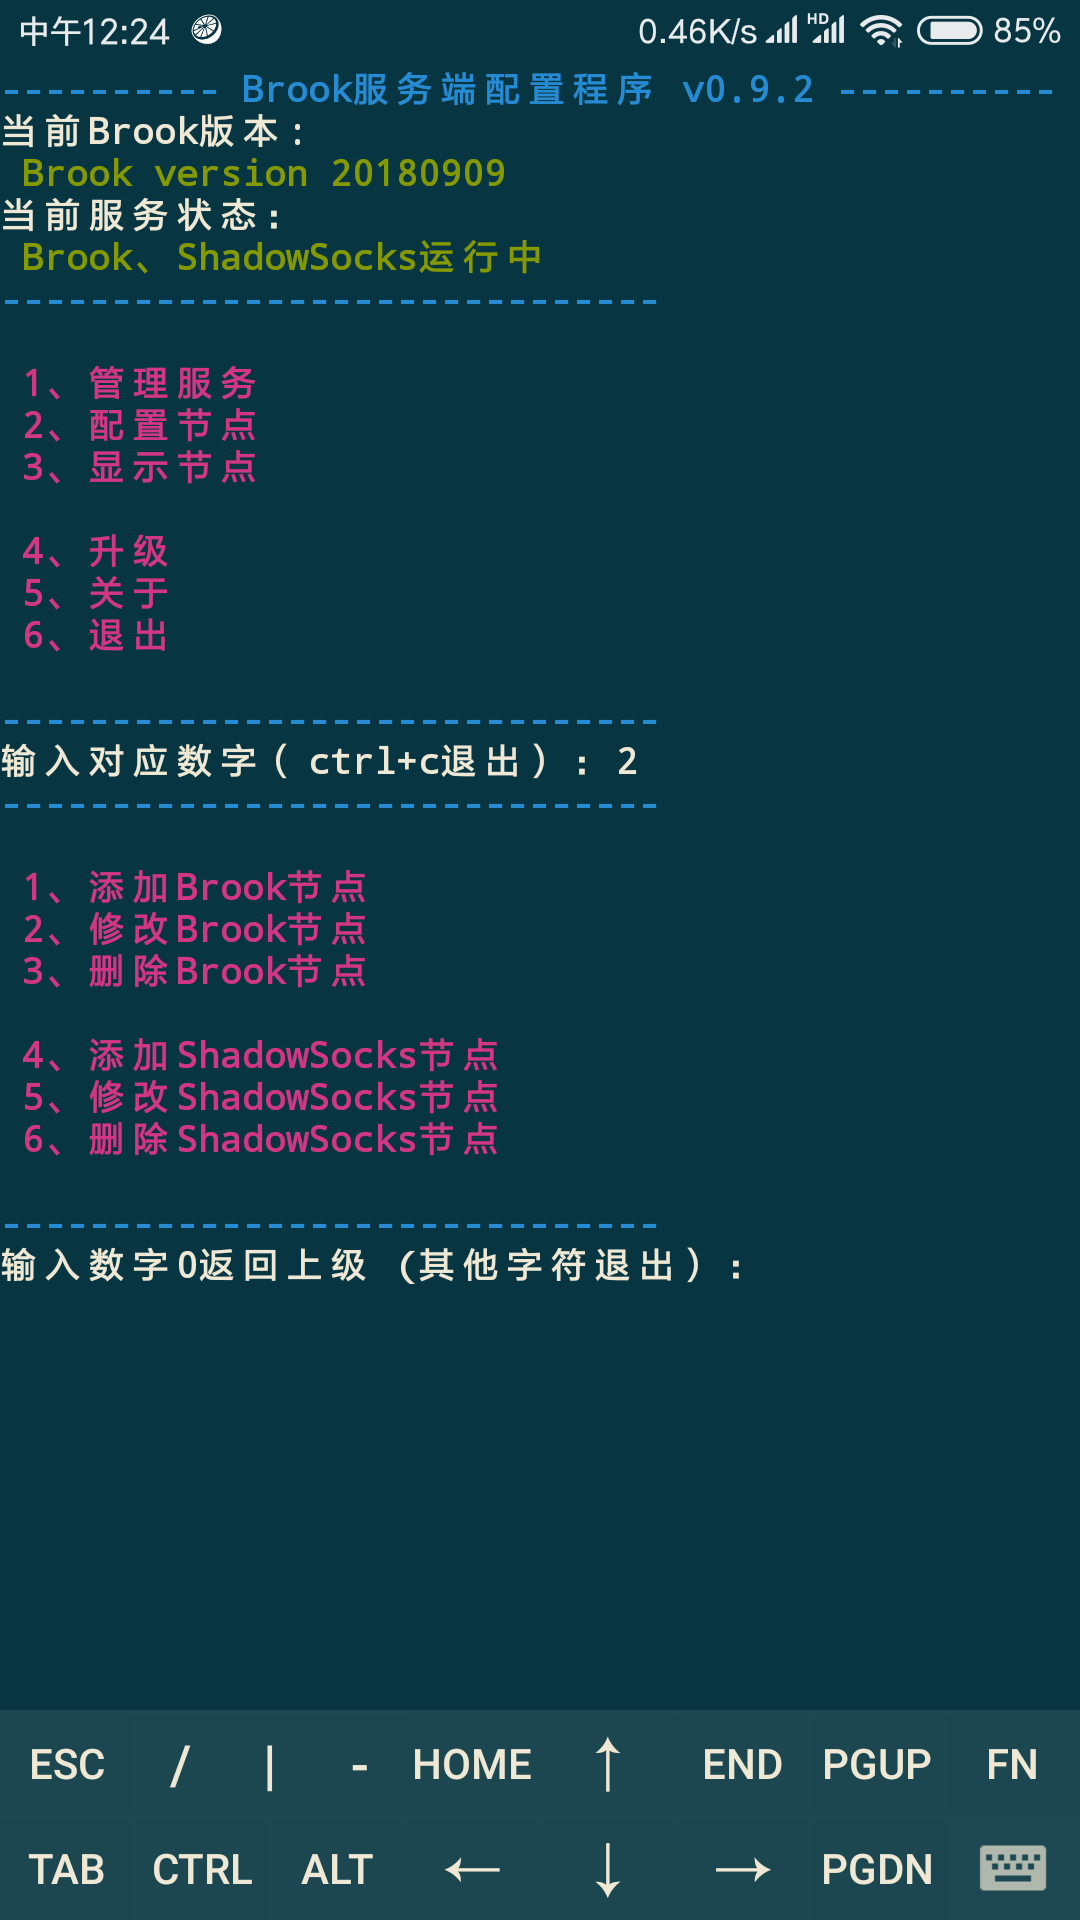 中午12:24 0.46K/s HD 85%
---------- Brook服务端配置程序 v0.9.2 ----------
当前Brook版本:
Brook version 20180909
当前服务状态:
Brook、ShadowSocks运行中
------------------------------
1、管理服务
2、配置节点
3、显示节点
4、升级
5、关于
6、退出
------------------------------
输入对应数字(ctrl+c退出): 2
------------------------------
1、添加Brook节点
2、修改Brook节点
3、删除Brook节点
4、添加ShadowSocks节点
5、修改ShadowSocks节点
6、删除ShadowSocks节点
------------------------------
输入数字0返回上级 (其他字符退出):
ESC / | - HOME ↑ END PGUP FN
TAB CTRL ALT ← ↓ → PGDN